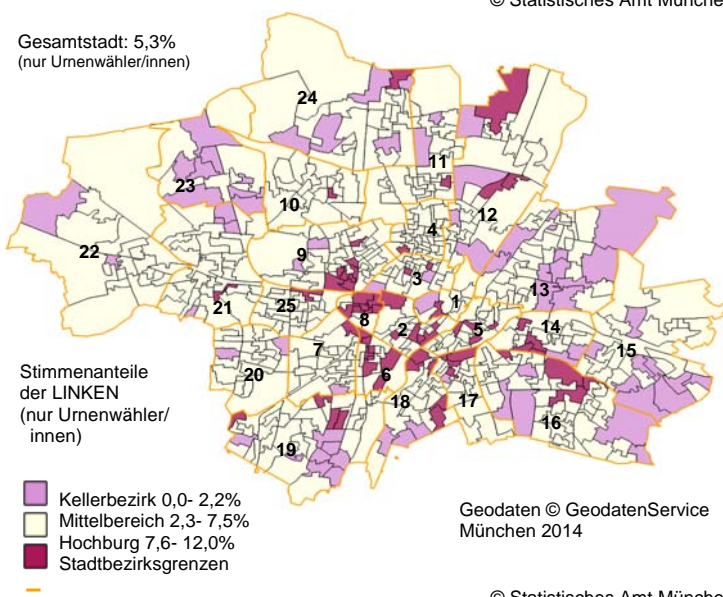 © Statistisches Amt Münche
Gesamtstadt: 5,3%
(nur Urnenwähler/innen)
24
11
23
10
12
4
22
9
3
13
1
21
25
8
2
5
14
7
15
20
6
Stimmenanteile
der LINKEN
(nur Urnenwähler/
innen)
18
17
16
19
Kellerbezirk 0,0- 2,2%
Mittelbereich 2,3- 7,5%
Hochburg 7,6- 12,0%
Stadtbezirksgrenzen
Geodaten © GeodatenService
München 2014
© Statistisches Amt Münche